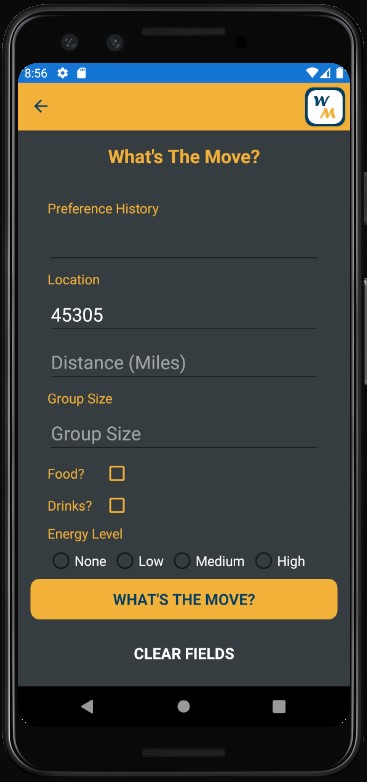 8:56
W
M
What's The Move?
Preference History
Location
45305
Distance (Miles)
Group Size
Group Size
Food?
Drinks?
Energy Level
None Low Medium High
WHAT'S THE MOVE?
CLEAR FIELDS